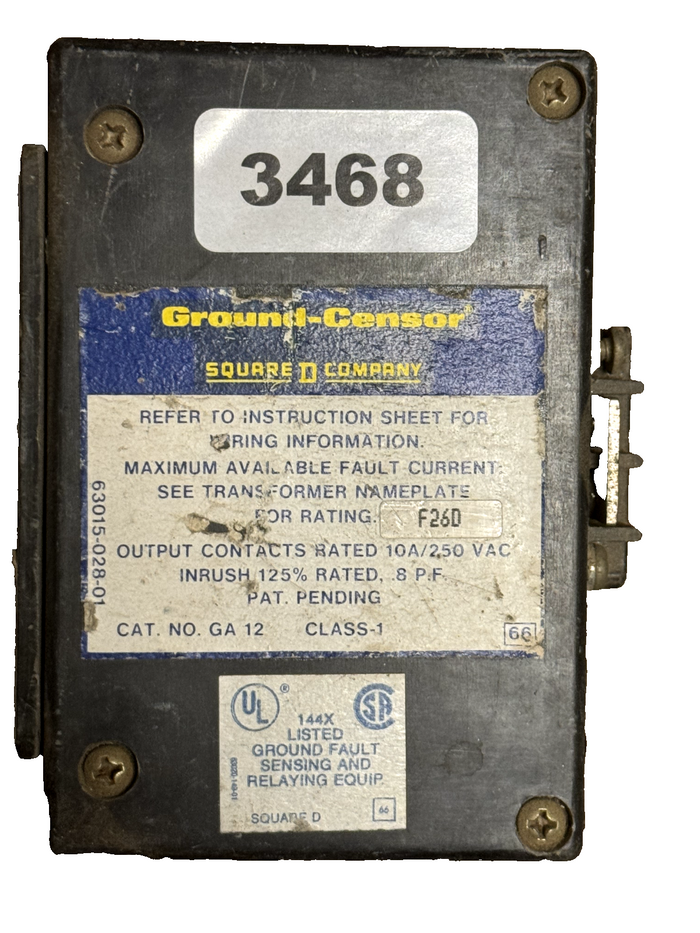 3468
Ground-Censor®
SQUARE D COMPANY
REFER TO INSTRUCTION SHEET FOR
WIRING INFORMATION.
MAXIMUM AVAILABLE FAULT CURRENT:
SEE TRANSFORMER NAMEPLATE
FOR RATING. F26D
OUTPUT CONTACTS RATED 10A/250 VAC
INRUSH 125% RATED, .8 P.F.
PAT. PENDING
CAT. NO. GA 12 CLASS-1 66
63015-028-01
UL ® SA
144X
LISTED
GROUND FAULT
SENSING AND
RELAYING EQUIP.
SQUARE D 66